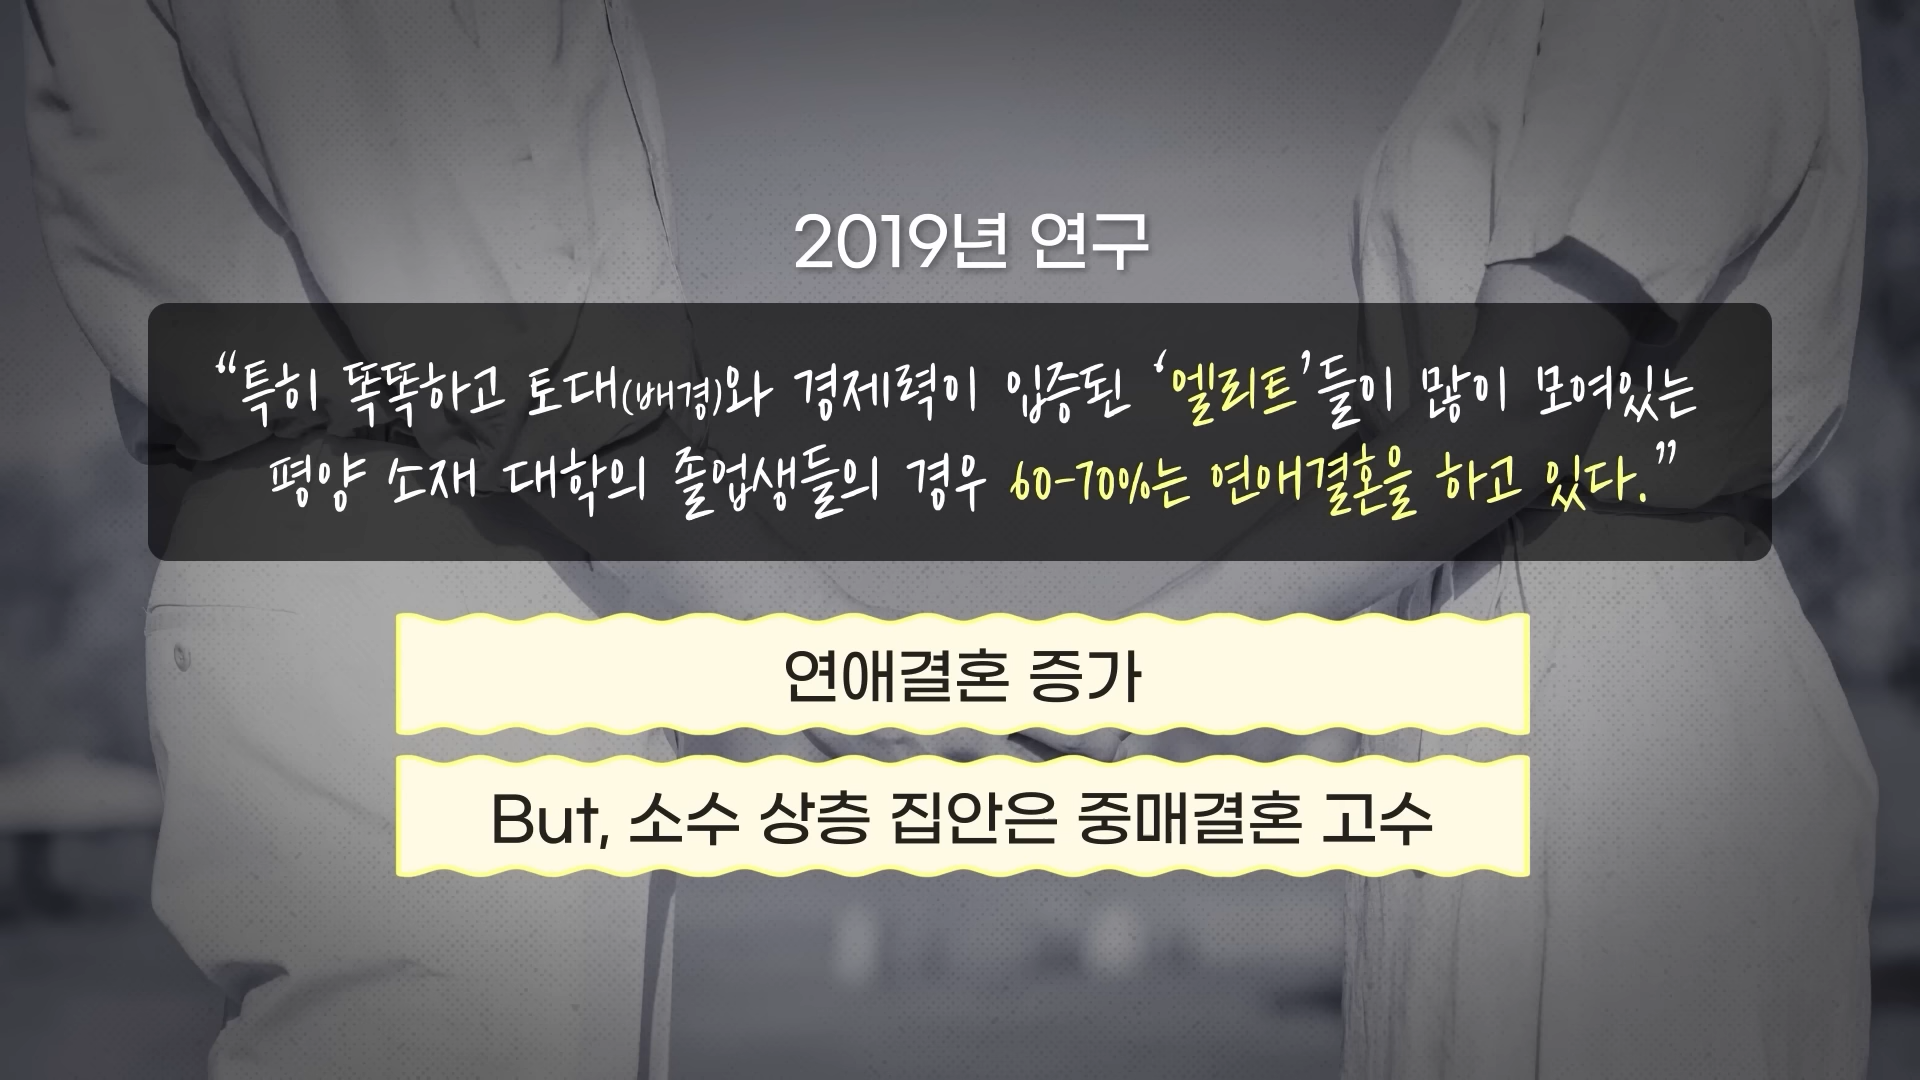 2019년 연구
“특히 똑똑하고 토대(배경)와 경제력이 입증된 ‘엘리트’들이 많이 모여있는
평양 소재 대학의 졸업생들의 경우 60-70%는 연애결혼을 하고 있다.”
연애결혼 증가
But, 소수 상층 집안은 중매결혼 고수